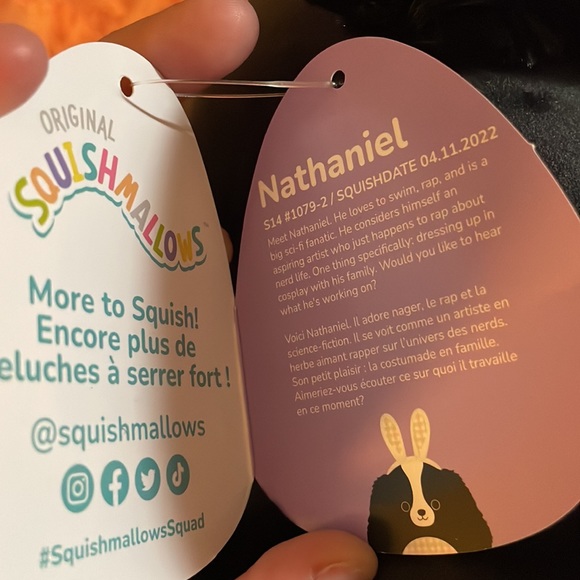 ORIGINAL
SQUISHMALLOWS
More to Squish!
Encore plus de
eluches à serrer fort !
@squishmallows
#SquishmallowsSquad
Nathaniel
S14 #1079-2 / SQUISHDATE 04.11.2022
Meet Nathaniel. He loves to swim, rap, and is a
big sci-fi fanatic. He considers himself an
aspiring artist who just happens to rap about
nerd life. One thing specifically: dressing up in
cosplay with his family. Would you like to hear
what he's working on?
Voici Nathaniel. Il adore nager, le rap et la
science-fiction. Il se voit comme un artiste en
herbe aimant rapper sur l'univers des nerds.
Son petit plaisir : la costumade en famille.
Aimeriez-vous écouter ce sur quoi il travaille
en ce moment?